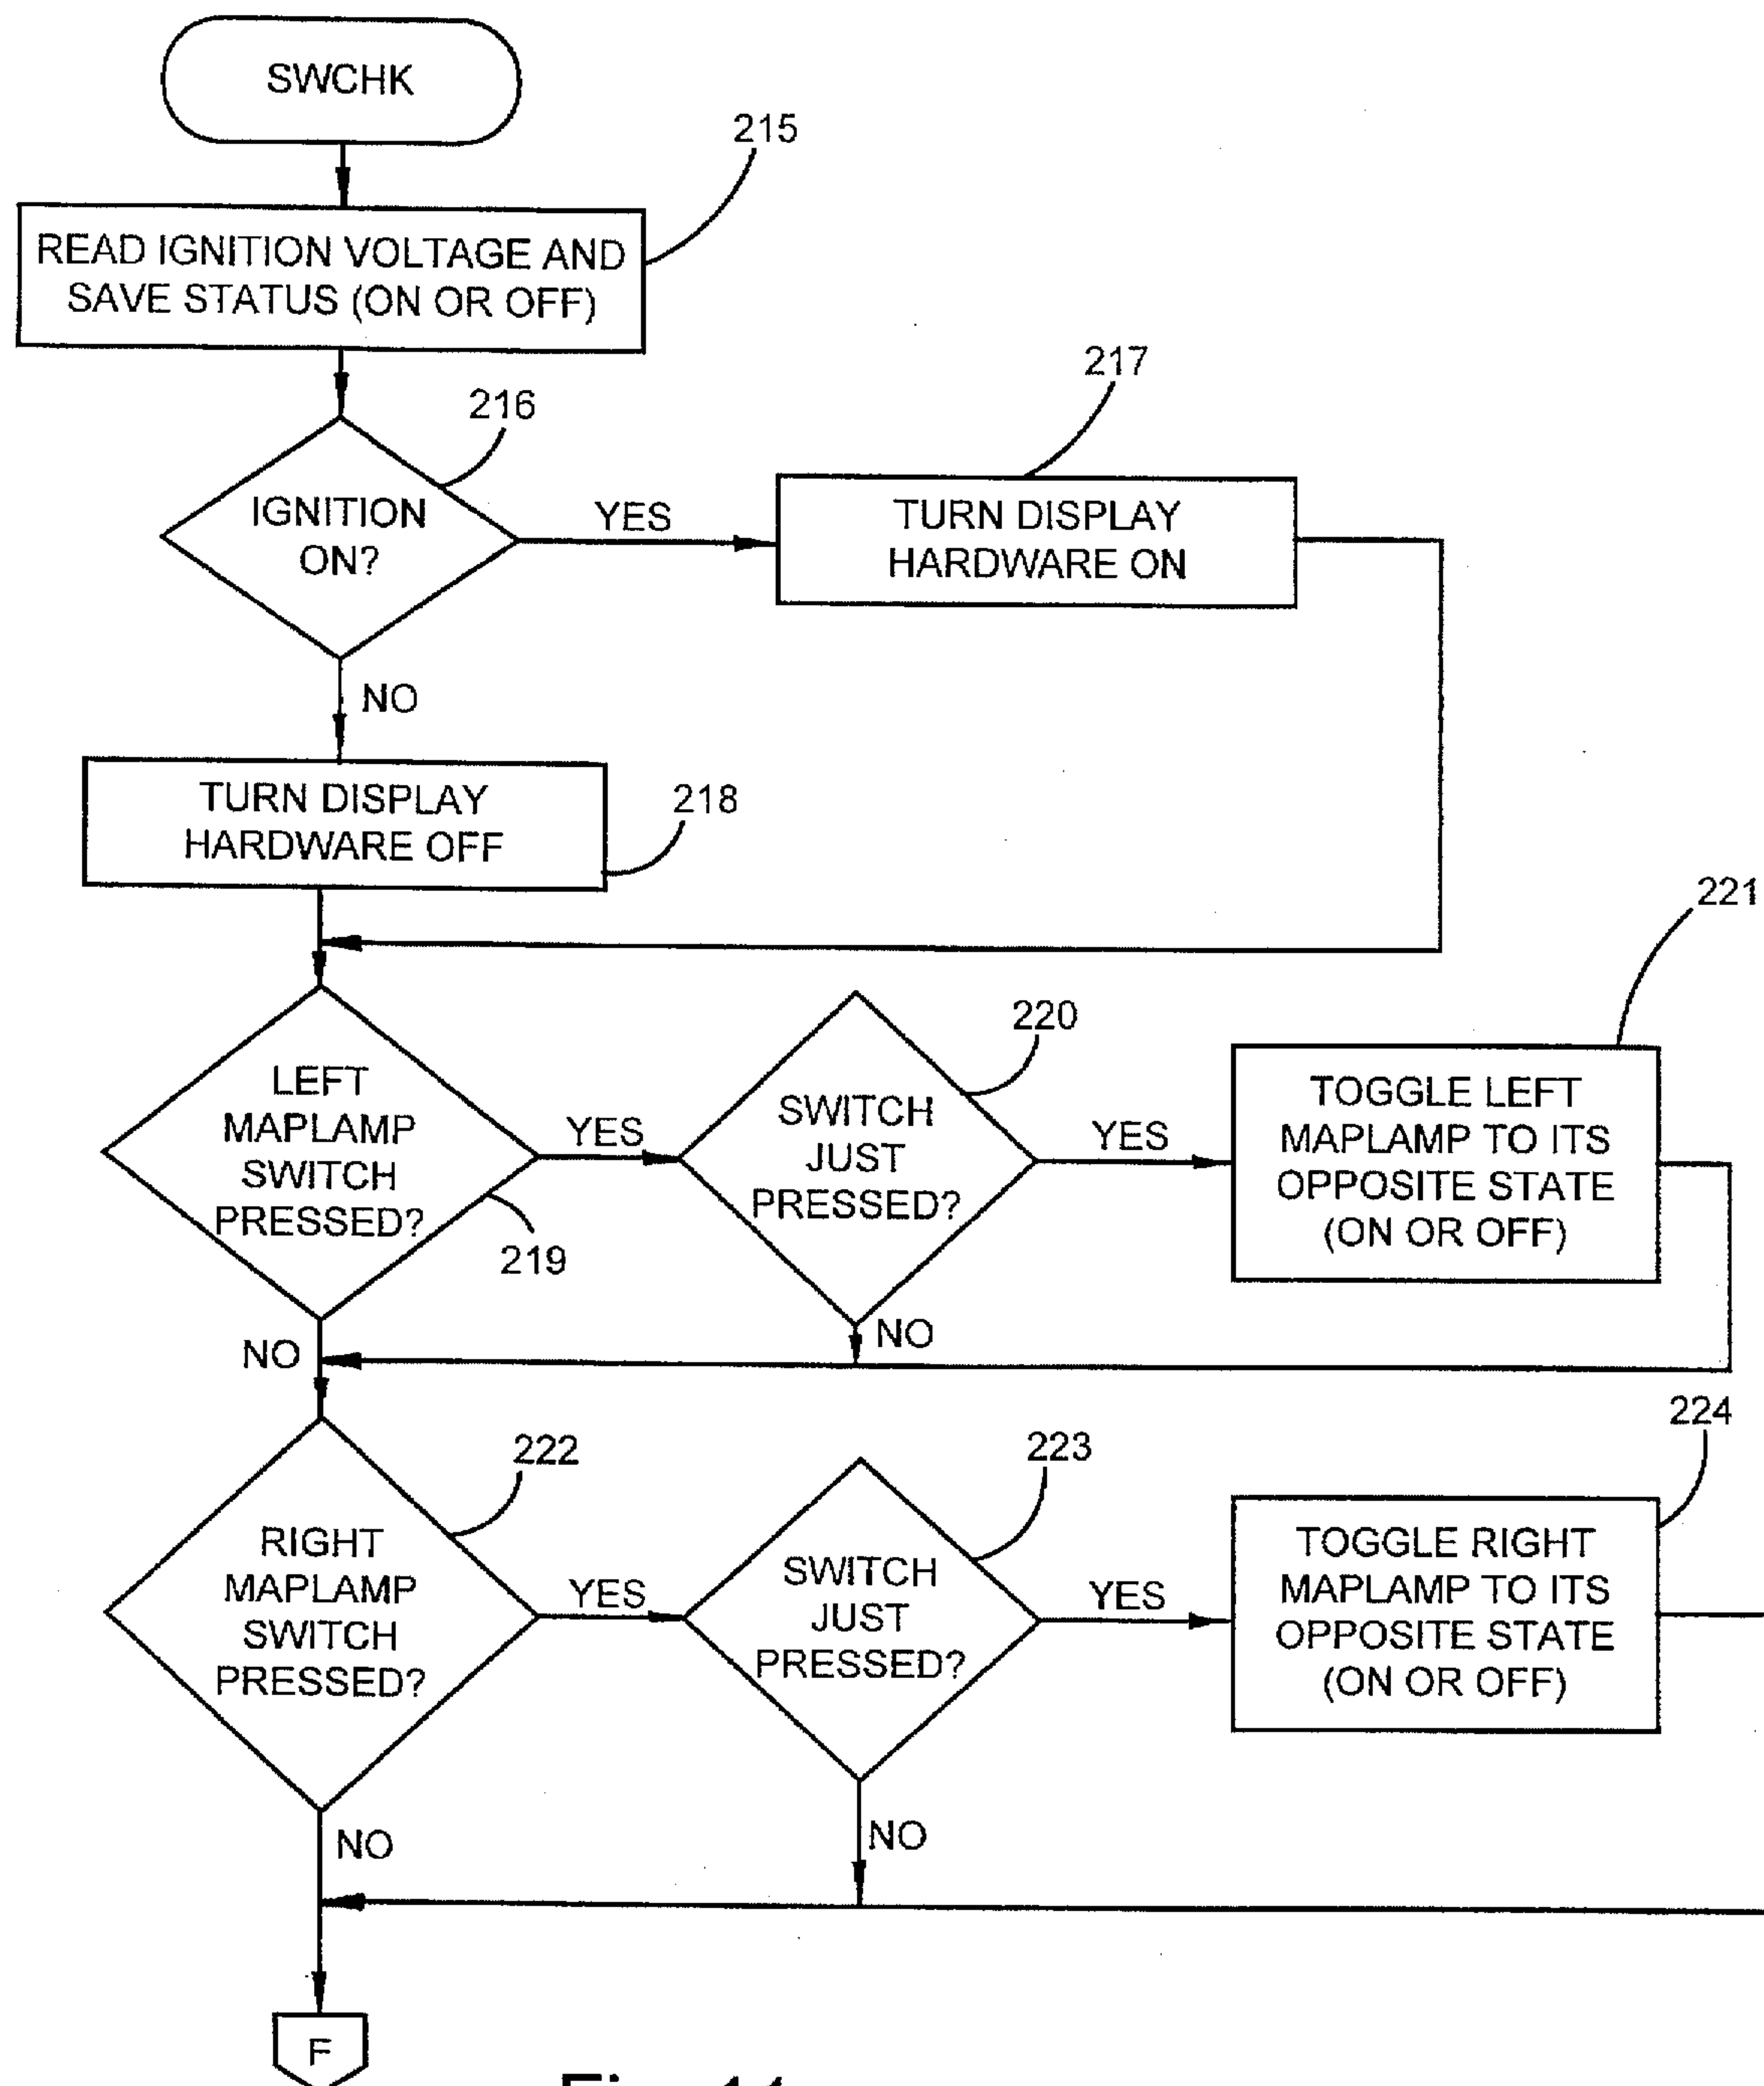 SWCHK
215
READ IGNITION VOLTAGE AND
SAVE STATUS (ON OR OFF)
216
217
IGNITION
ON?
YES
TURN DISPLAY
HARDWARE ON
NO
TURN DISPLAY
HARDWARE OFF
218
221
LEFT
MAPLAMP
SWITCH
PRESSED?
219
YES
220
SWITCH
JUST
PRESSED?
YES
TOGGLE LEFT
MAPLAMP TO ITS
OPPOSITE STATE
(ON OR OFF)
NO
NO
222
223
224
RIGHT
MAPLAMP
SWITCH
PRESSED?
YES
SWITCH
JUST
PRESSED?
YES
TOGGLE RIGHT
MAPLAMP TO ITS
OPPOSITE STATE
(ON OR OFF)
NO
NO
F